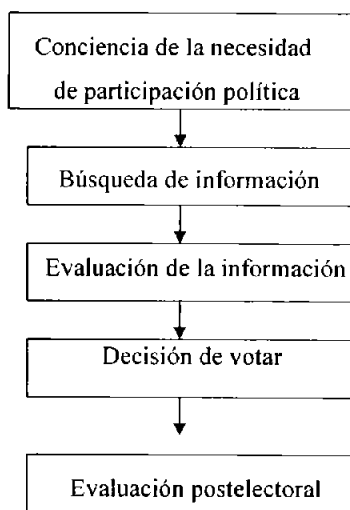 Conciencia de la necesidad
de participación política
Búsqueda de información
Evaluación de la información
Decisión de votar
Evaluación postelectoral